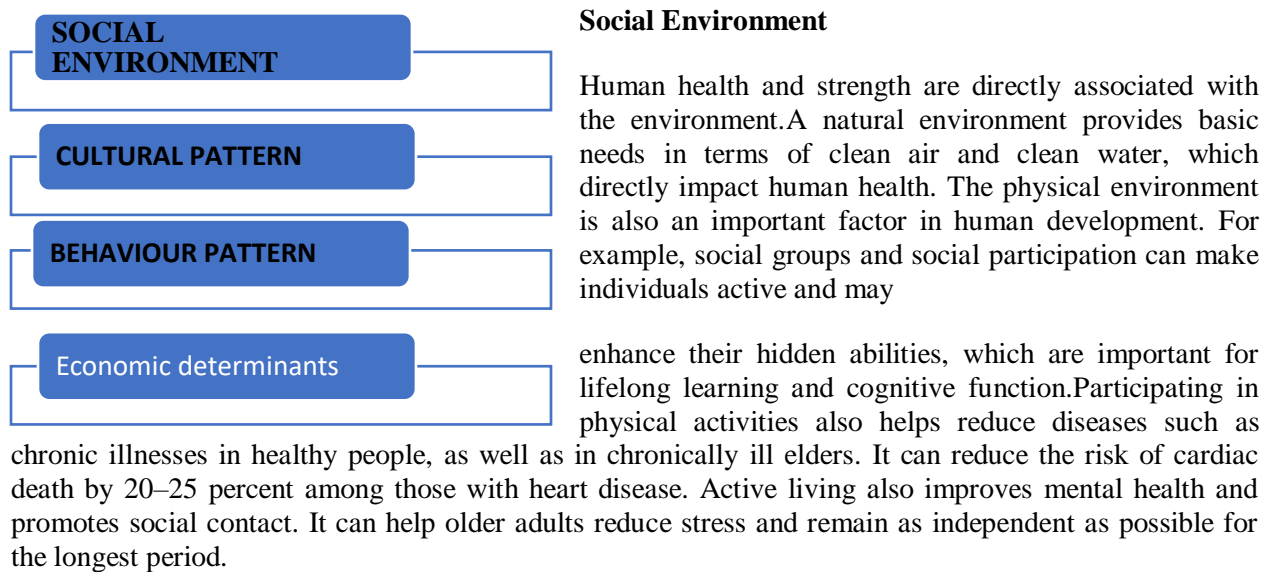 SOCIAL
ENVIRONMENT
CULTURAL PATTERN
BEHAVIOUR PATTERN
Economic determinants
Social Environment
Human health and strength are directly associated with
the environment.A natural environment provides basic
needs in terms of clean air and clean water, which
directly impact human health. The physical environment
is also an important factor in human development. For
example, social groups and social participation can make
individuals active and may
enhance their hidden abilities, which are important for
lifelong learning and cognitive function.Participating in
physical activities also helps reduce diseases such as
chronic illnesses in healthy people, as well as in chronically ill elders. It can reduce the risk of cardiac
death by 20–25 percent among those with heart disease. Active living also improves mental health and
promotes social contact. It can help older adults reduce stress and remain as independent as possible for
the longest period.